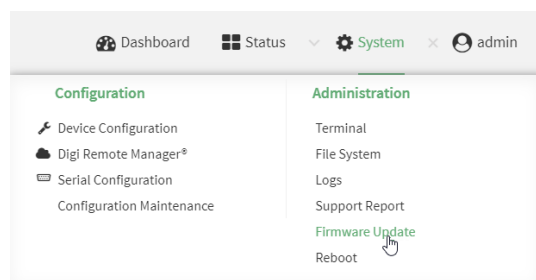 Dashboard Status System admin
Configuration
Device Configuration
Digi Remote Manager®
Serial Configuration
Configuration Maintenance
Administration
Terminal
File System
Logs
Support Report
Firmware Update
Reboot